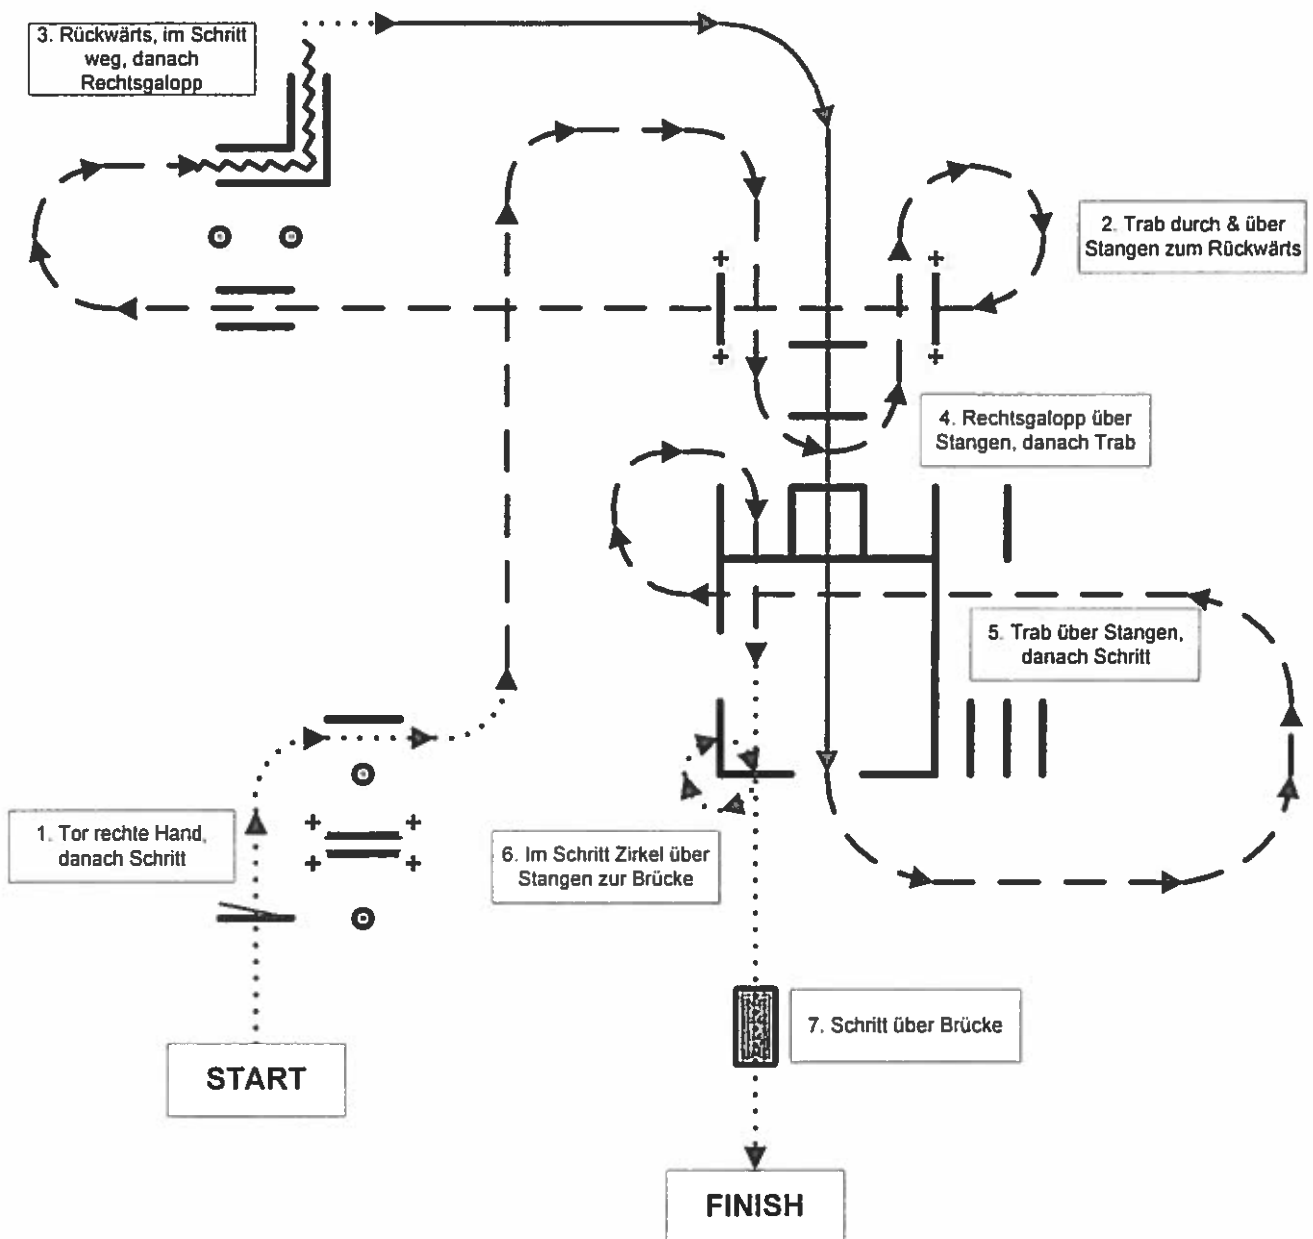 3. Rückwärts, im Schritt
weg, danach
Rechtsgalopp
2. Trab durch & über
Stangen zum Rückwärts
4. Rechtsgalopp über
Stangen, danach Trab
5. Trab über Stangen,
danach Schritt
1. Tor rechte Hand,
danach Schritt
6. Im Schritt Zirkel über
Stangen zur Brücke
7. Schritt über Brücke
START
FINISH